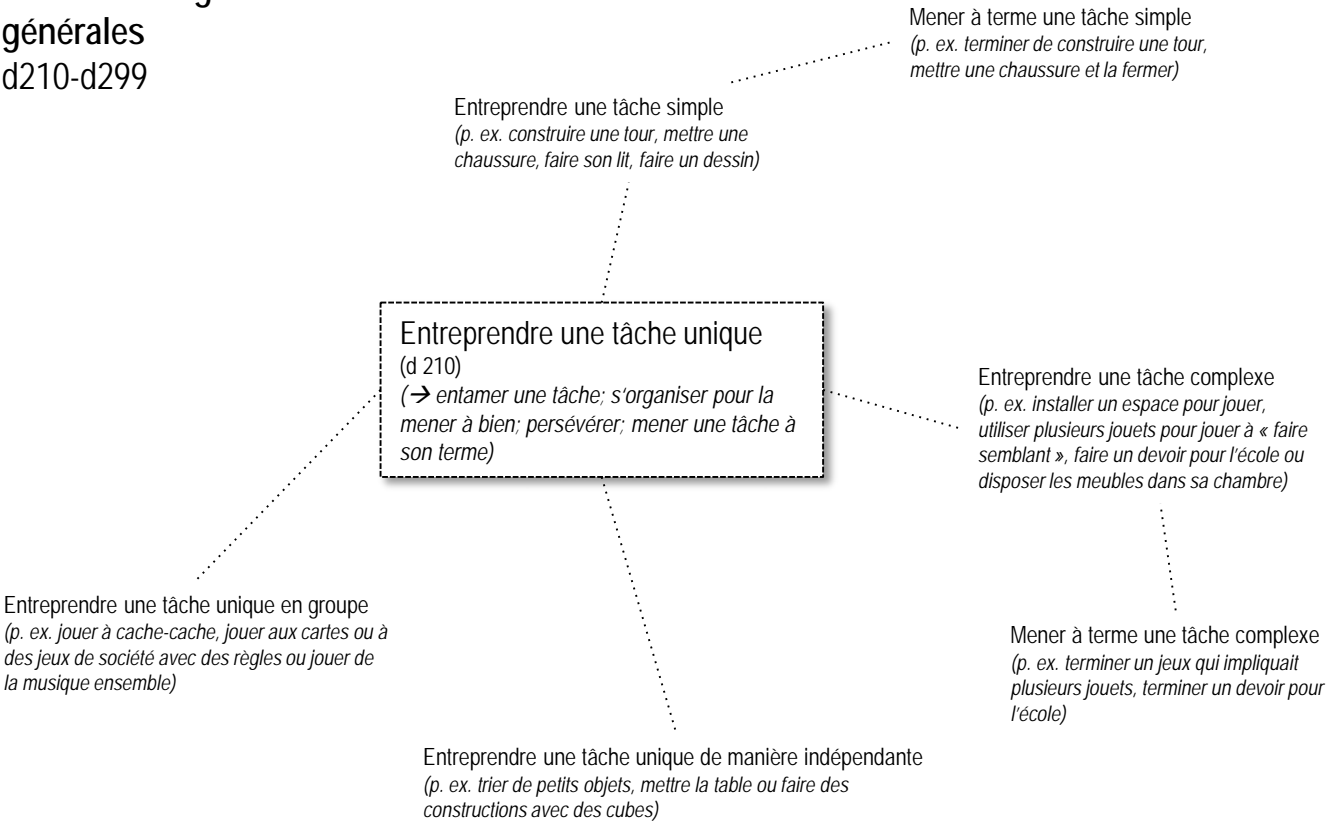 générales
d210-d299
Mener à terme une tâche simple
(p. ex. terminer de construire une tour,
mettre une chaussure et la fermer)
Entreprendre une tâche simple
(p. ex. construire une tour, mettre une
chaussure, faire son lit, faire un dessin)
Entreprendre une tâche unique
(d 210)
(→ entamer une tâche; s'organiser pour la
mener à bien; persévérer; mener une tâche à
son terme)
Entreprendre une tâche complexe
(p. ex. installer un espace pour jouer,
utiliser plusieurs jouets pour jouer à « faire
semblant », faire un devoir pour l'école ou
disposer les meubles dans sa chambre)
Entreprendre une tâche unique en groupe
(p. ex. jouer à cache-cache, jouer aux cartes ou à
des jeux de société avec des règles ou jouer de
la musique ensemble)
Mener à terme une tâche complexe
(p. ex. terminer un jeux qui impliquait
plusieurs jouets, terminer un devoir pour
l'école)
Entreprendre une tâche unique de manière indépendante
(p. ex. trier de petits objets, mettre la table ou faire des
constructions avec des cubes)